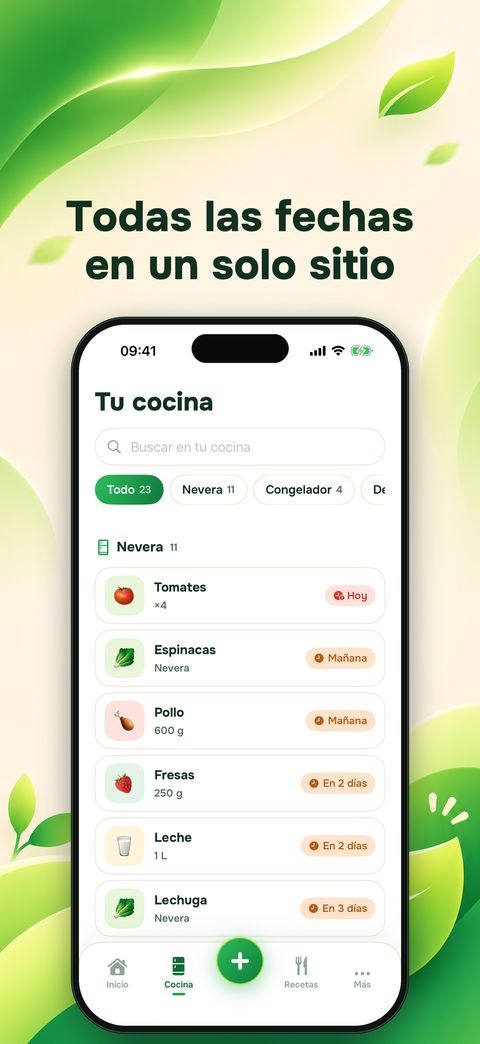 Todas las fechas
en un solo sitio
09:41
Tu cocina
Buscar en tu cocina
Todo 23
Nevera 11
Congelador 4
De
Nevera 11
Tomates
×4
Hoy
Espinacas
Nevera
Mañana
Pollo
600 g
Mañana
Fresas
250 g
En 2 días
Leche
1 L
En 2 días
Lechuga
Nevera
En 3 días
Inicio
Cocina
Recetas
Más